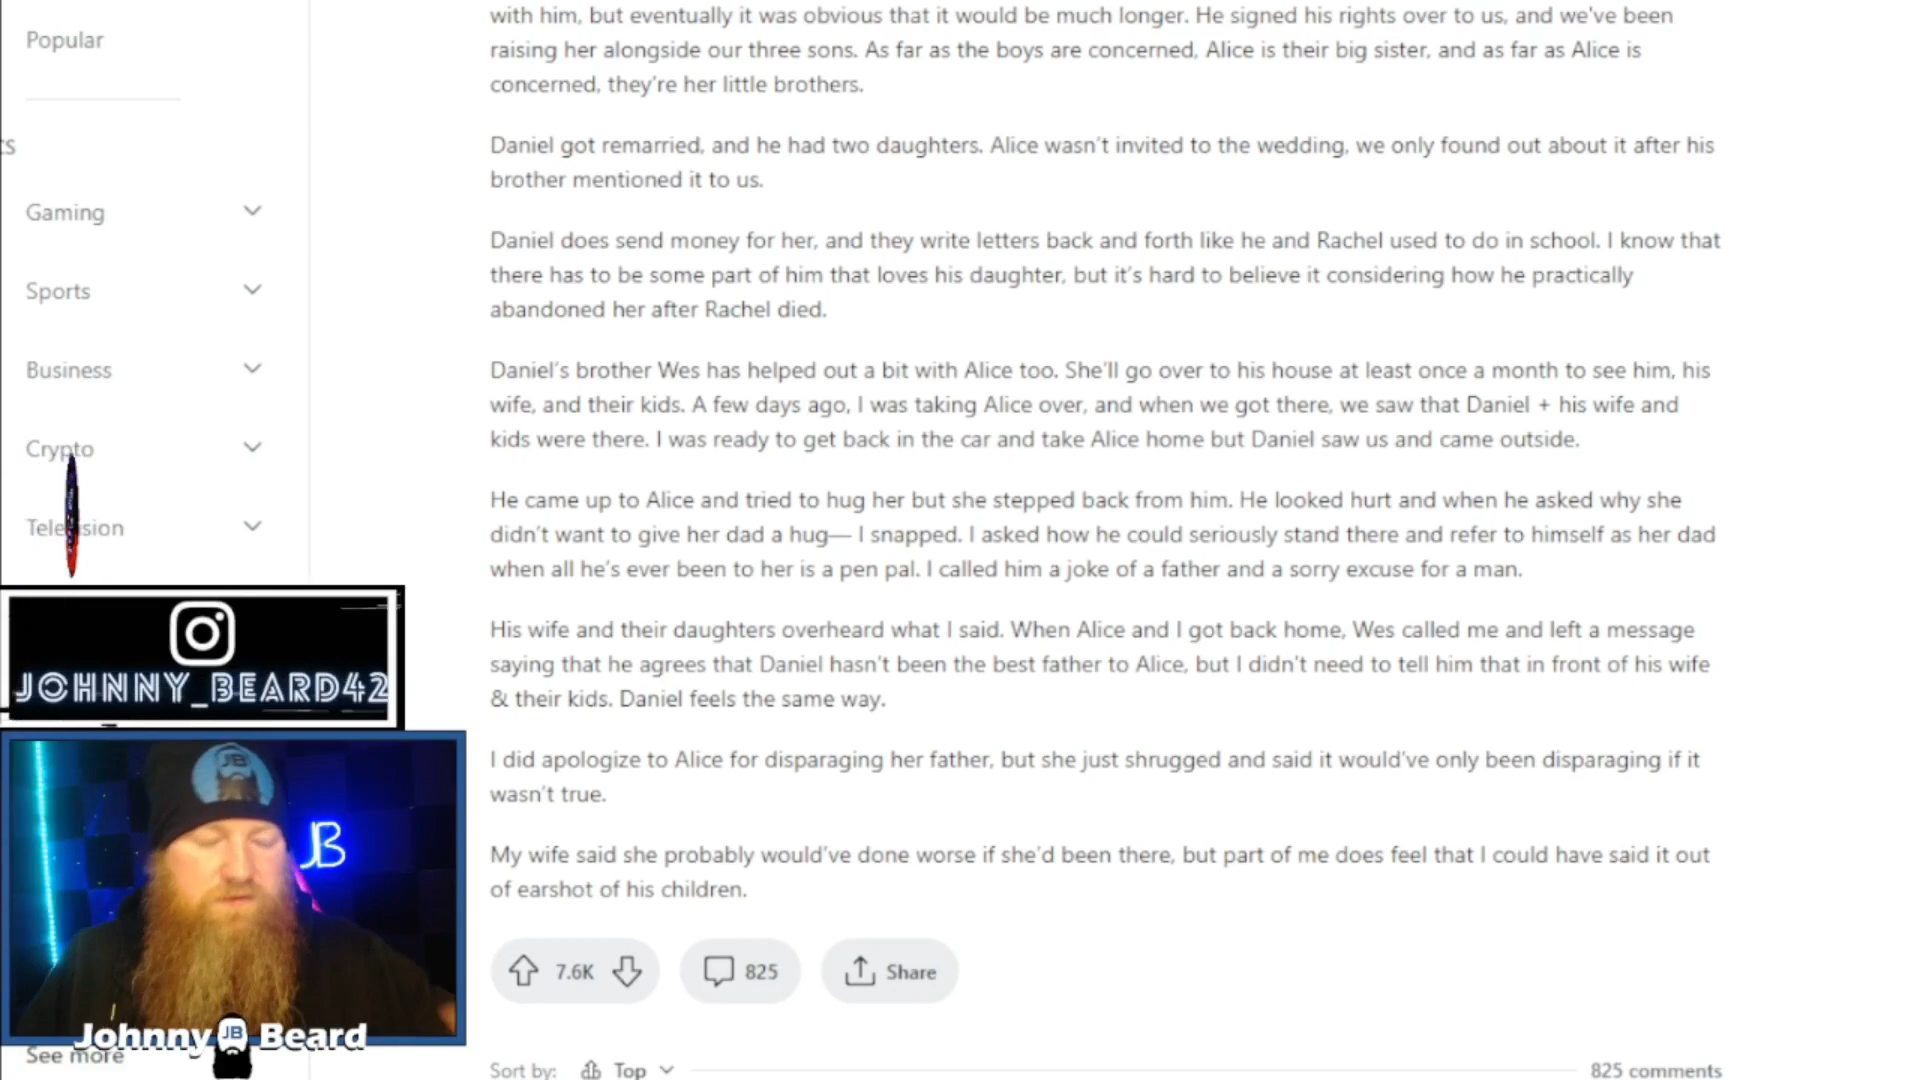 with him, but eventually it was obvious that it would be much longer. He signed his rights over to us, and we've been
raising her alongside our three sons. As far as the boys are concerned, Alice is their big sister, and as far as Alice is
concerned, they're her little brothers.
Daniel got remarried, and he had two daughters. Alice wasn't invited to the wedding, we only found out about it after his
brother mentioned it to us.
Daniel does send money for her, and they write letters back and forth like he and Rachel used to do in school. I know that
there has to be some part of him that loves his daughter, but it's hard to believe it considering how he practically
abandoned her after Rachel died.
Daniel's brother Wes has helped out a bit with Alice too. She'll go over to his house at least once a month to see him, his
wife, and their kids. A few days ago, I was taking Alice over, and when we got there, we saw that Daniel + his wife and
kids were there. I was ready to get back in the car and take Alice home but Daniel saw us and came outside.
He came up to Alice and tried to hug her but she stepped back from him. He looked hurt and when he asked why she
didn't want to give her dad a hug— I snapped. I asked how he could seriously stand there and refer to himself as her dad
when all he's ever been to her is a pen pal. I called him a joke of a father and a sorry excuse for a man.
His wife and their daughters overheard what I said. When Alice and I got back home, Wes called me and left a message
saying that he agrees that Daniel hasn't been the best father to Alice, but I didn't need to tell him that in front of his wife
& their kids. Daniel feels the same way.
I did apologize to Alice for disparaging her father, but she just shrugged and said it would've only been disparaging if it
wasn't true.
My wife said she probably would've done worse if she'd been there, but part of me does feel that I could have said it out
of earshot of his children.
7.6K
825
Share
Sort by:
Top
825 comments
Popular
cs
Gaming
Sports
Business
Crypto
Television
JOHNNY_BEARD42
JB
JB
Johnny JB Beard
See more